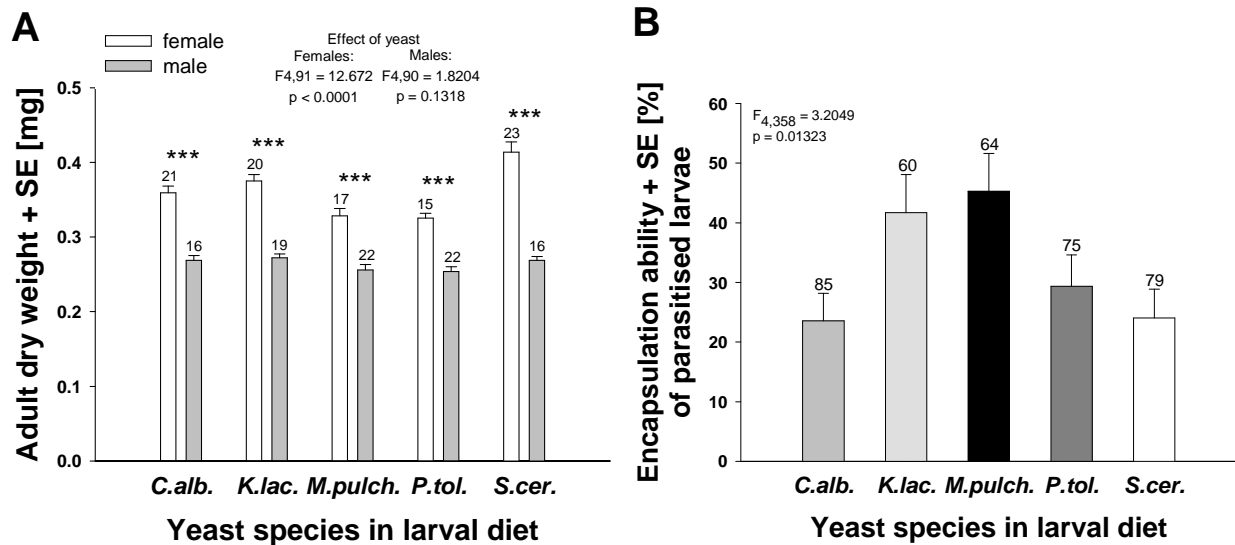 A
female
male
Effect of yeast
Females: Males:
F4,91 = 12.672 F4,90 = 1.8204
p < 0.0001 p = 0.1318
Adult dry weight + SE [mg]
0.5
0.4
0.3
0.2
0.1
0.0
*** *** *** *** ***
21 16 20 19 17 22 15 22 23 16
C.alb. K.lac. M.pulch. P.tol. S.cer.
Yeast species in larval diet
B
F4,358 = 3.2049
p = 0.01323
Encapsulation ability + SE [%]
of parasitised larvae
60
50
40
30
20
10
0
85 60 64 75 79
C.alb. K.lac. M.pulch. P.tol. S.cer.
Yeast species in larval diet